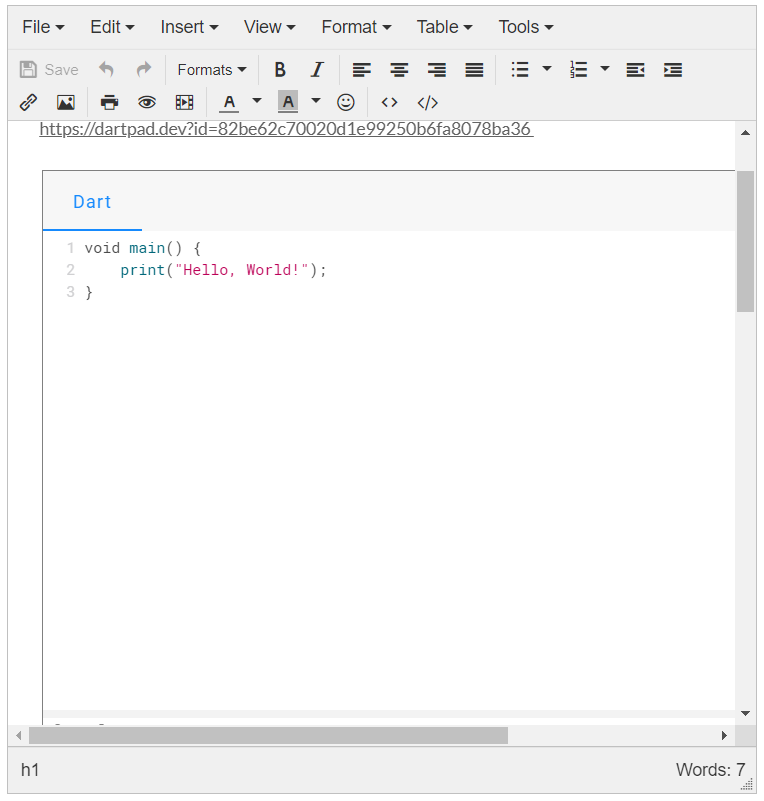 File Edit Insert View Format Table Tools
Save Formats B I
A A
https://dartpad.dev?id=82be62c70020d1e99250b6fa8078ba36
Dart
1 void main() {
2     print("Hello, World!");
3 }
h1 Words: 7